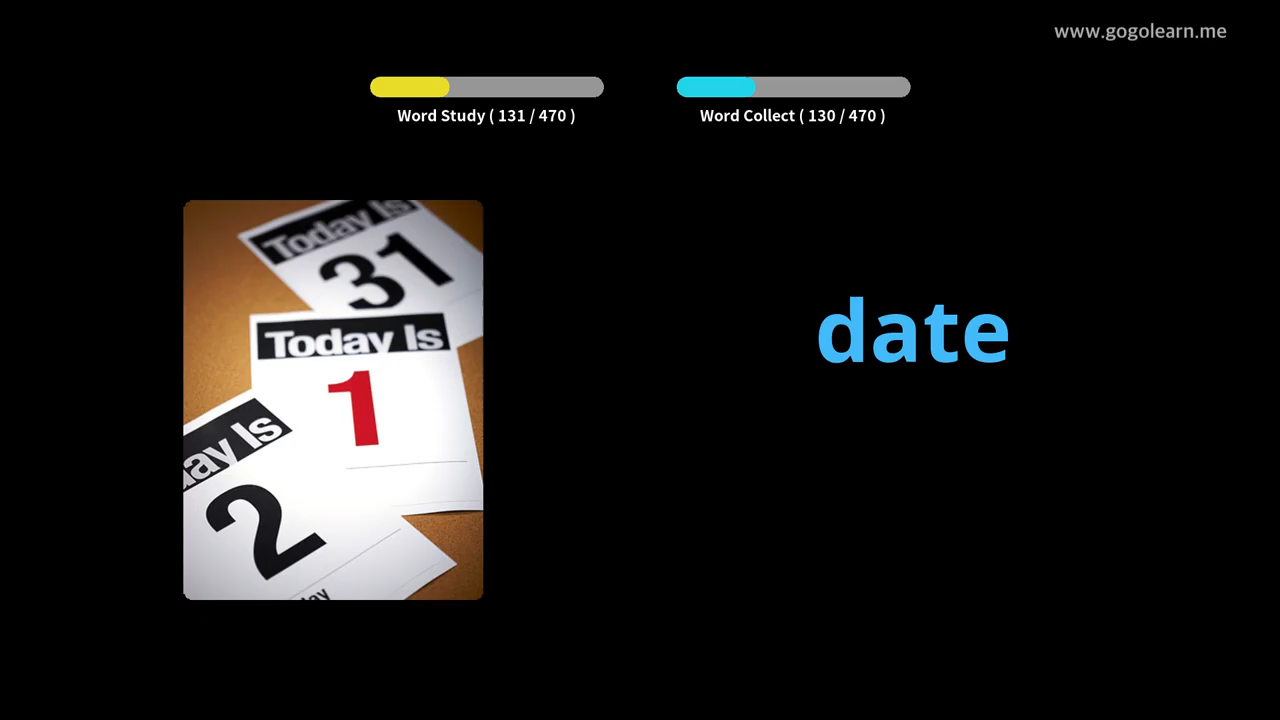 www.gogolearn.me
Word Study ( 131 / 470 )
Word Collect ( 130 / 470 )
Today Is
31
Today Is
1
ay Is
2
date